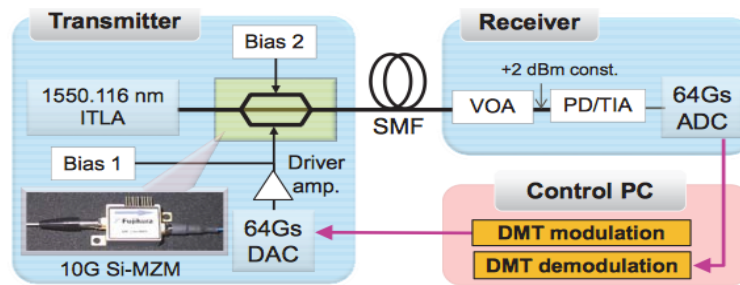 Transmitter
Bias 2
1550.116 nm
ITLA
Bias 1
Driver
amp.
Fujikura
10G Si-MZM
64Gs
DAC
SMF
Receiver
+2 dBm const.
VOA
PD/TIA
64Gs
ADC
Control PC
DMT modulation
DMT demodulation